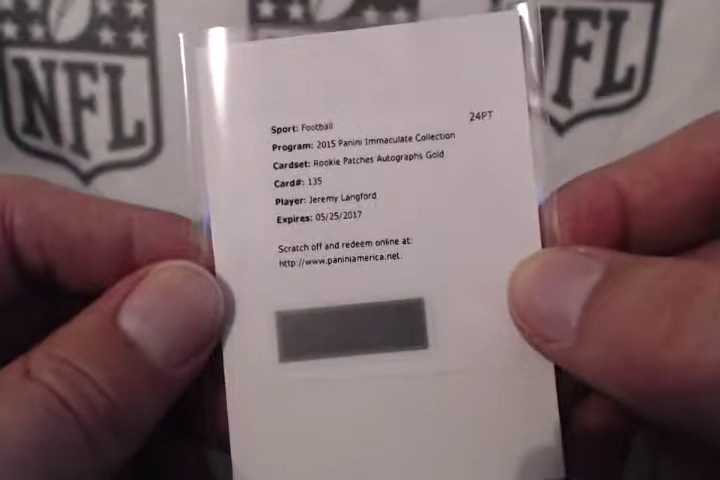 NFL
NFL
Sport: Football
24PT
Program: 2015 Panini Immaculate Collection
Cardset: Rookie Patches Autographs Gold
Card#: 135
Player: Jeremy Langford
Expires: 05/25/2017
Scratch off and redeem online at:
http://www.paniniamerica.net.